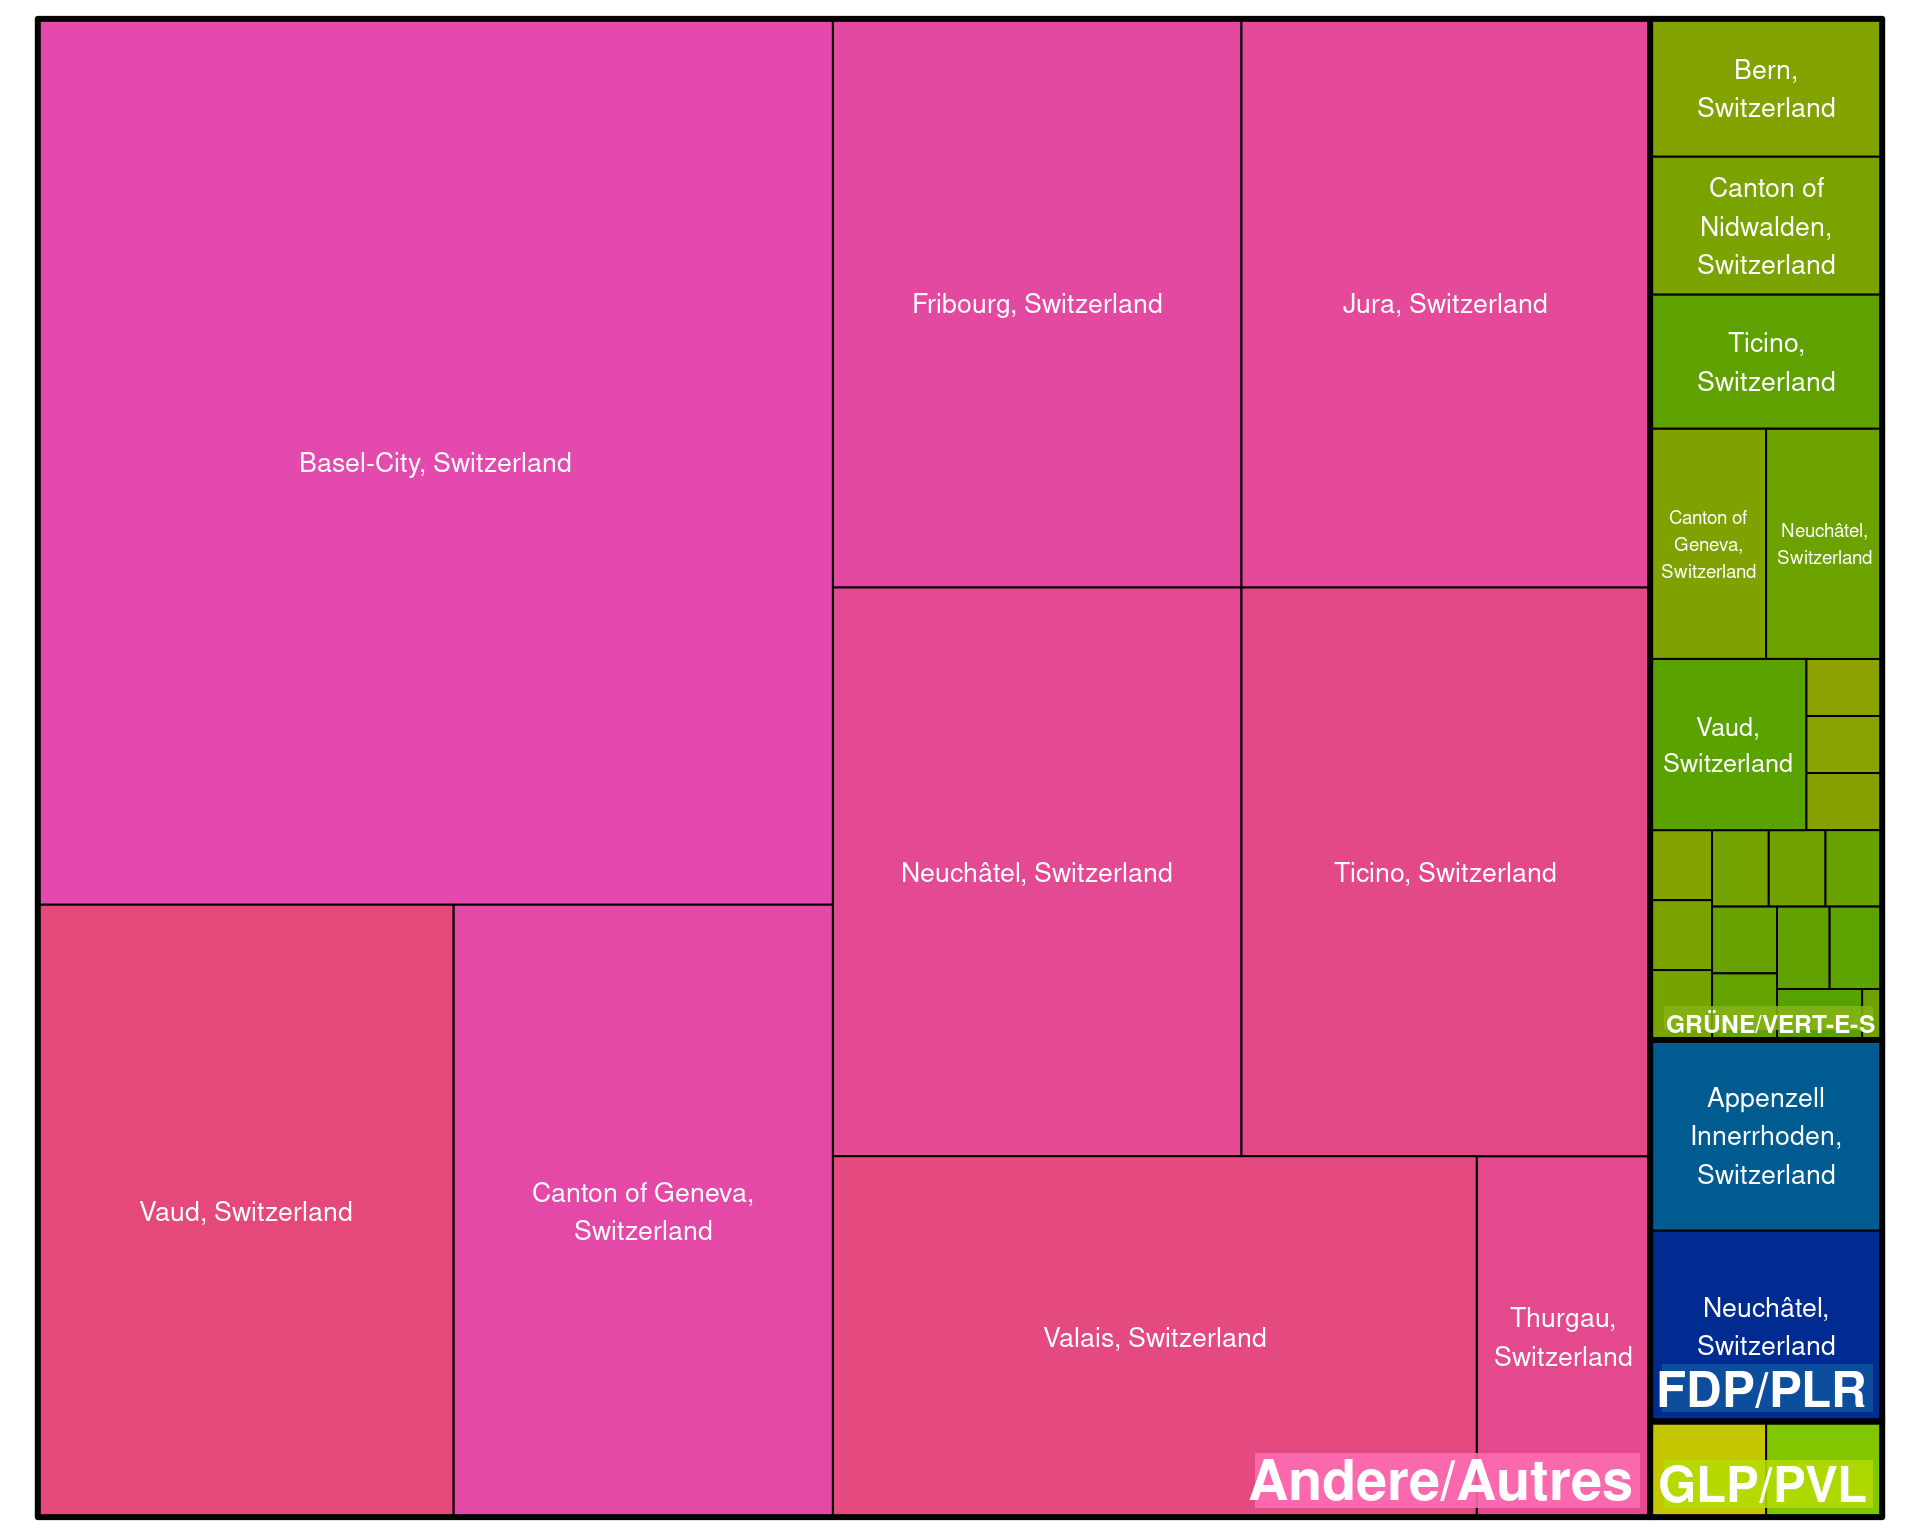 Basel-City, Switzerland
Fribourg, Switzerland
Jura, Switzerland
Neuchâtel, Switzerland
Ticino, Switzerland
Vaud, Switzerland
Canton of Geneva,
Switzerland
Valais, Switzerland
Thurgau,
Switzerland
Andere/Autres
Bern,
Switzerland
Canton of
Nidwalden,
Switzerland
Ticino,
Switzerland
Canton of
Geneva,
Switzerland
Neuchâtel,
Switzerland
Vaud,
Switzerland
GRÜNE/VERT-E-S
Appenzell
Innerrhoden,
Switzerland
Neuchâtel,
Switzerland
FDP/PLR
GLP/PVL